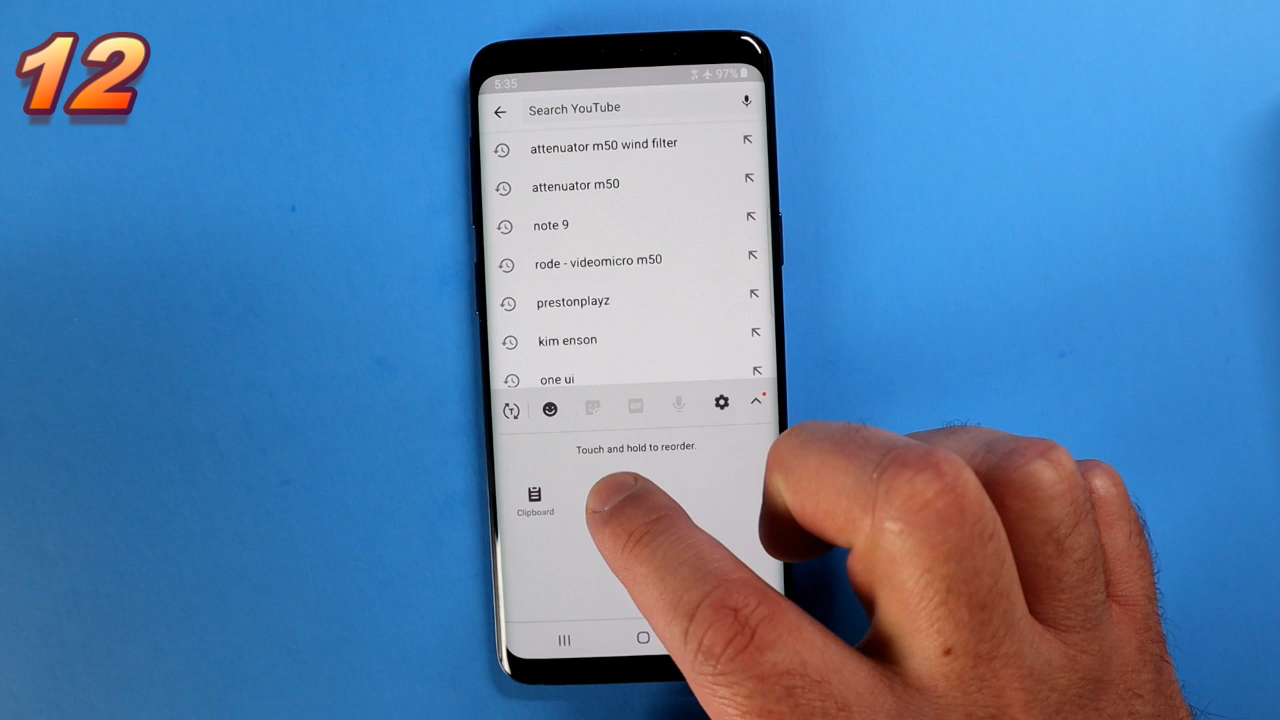 12
5:35
97%
Search YouTube
attenuator m50 wind filter
attenuator m50
note 9
rode - videomicro m50
prestonplayz
kim enson
one ui
T
GIF
Touch and hold to reorder.
Clipboard